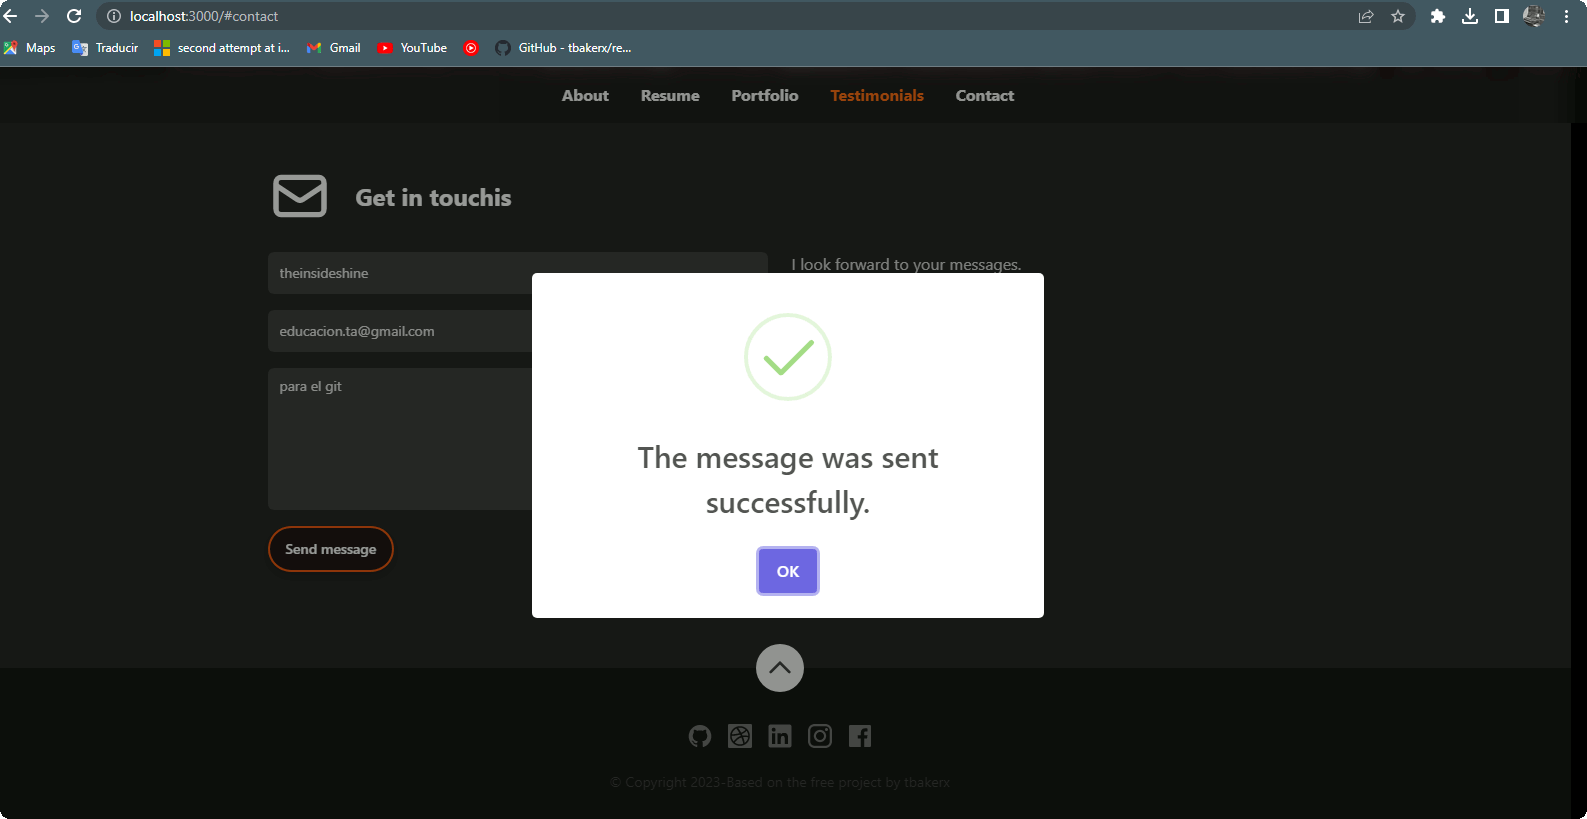 localhost:3000/#contact
Maps Traducir second attempt at i... Gmail YouTube GitHub - tbakerx/re...
About Resume Portfolio Testimonials Contact
Get in touchis
theinsideshine
I look forward to your messages.
educacion.ta@gmail.com
para el git
The message was sent
successfully.
OK
Send message
© Copyright 2023-Based on the free project by tbakerx